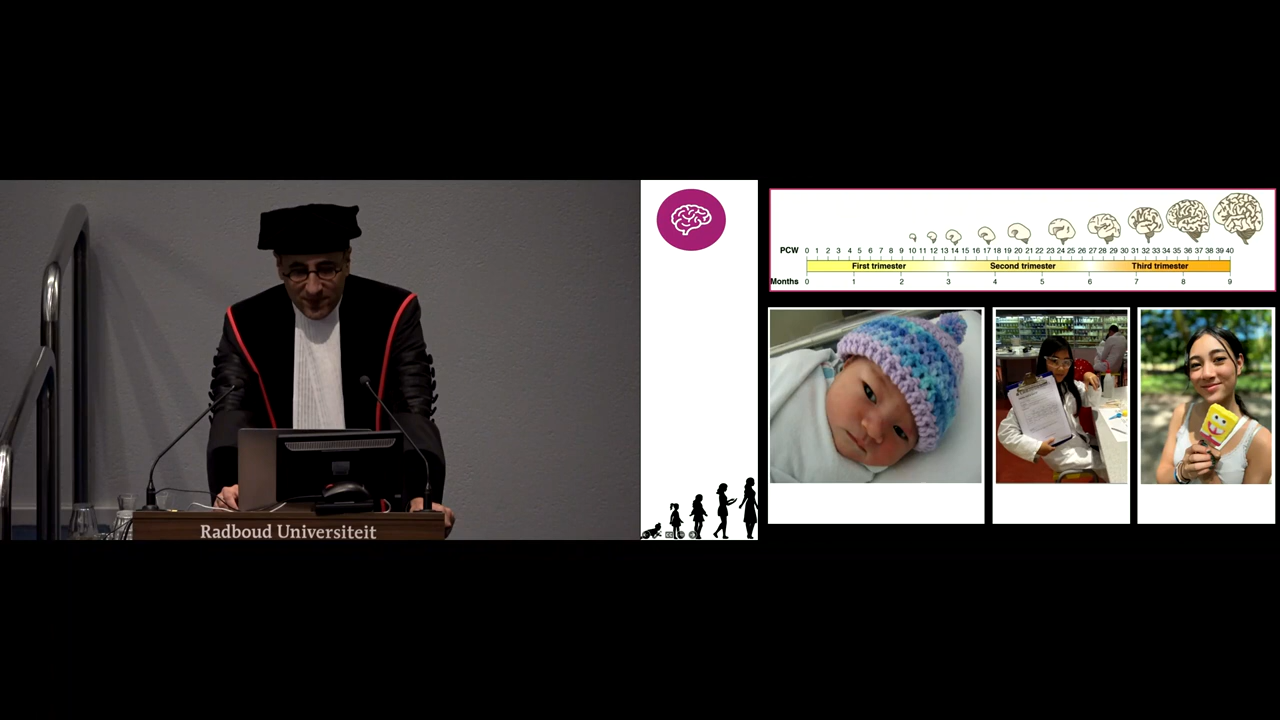 Radboud Universiteit
PCW 0 1 2 3 4 5 6 7 8 9 10 11 12 13 14 15 16 17 18 19 20 21 22 23 24 25 26 27 28 29 30 31 32 33 34 35 36 37 38 39 40
First trimester Second trimester Third trimester
Months 0 1 2 3 4 5 6 7 8 9